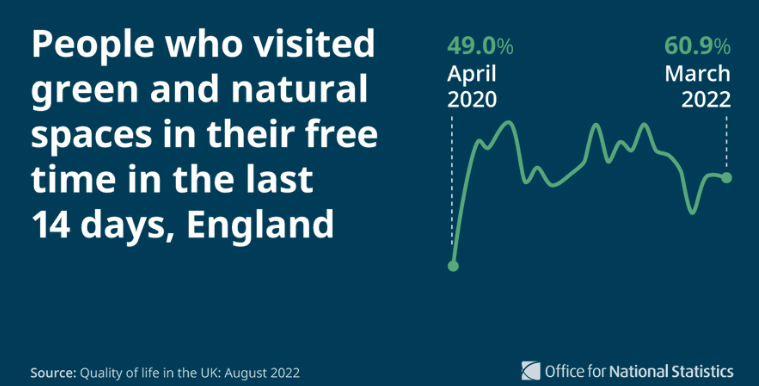 People who visited
green and natural
spaces in their free
time in the last
14 days, England
49.0%
April
2020
60.9%
March
2022
Source: Quality of life in the UK: August 2022
Office for National Statistics